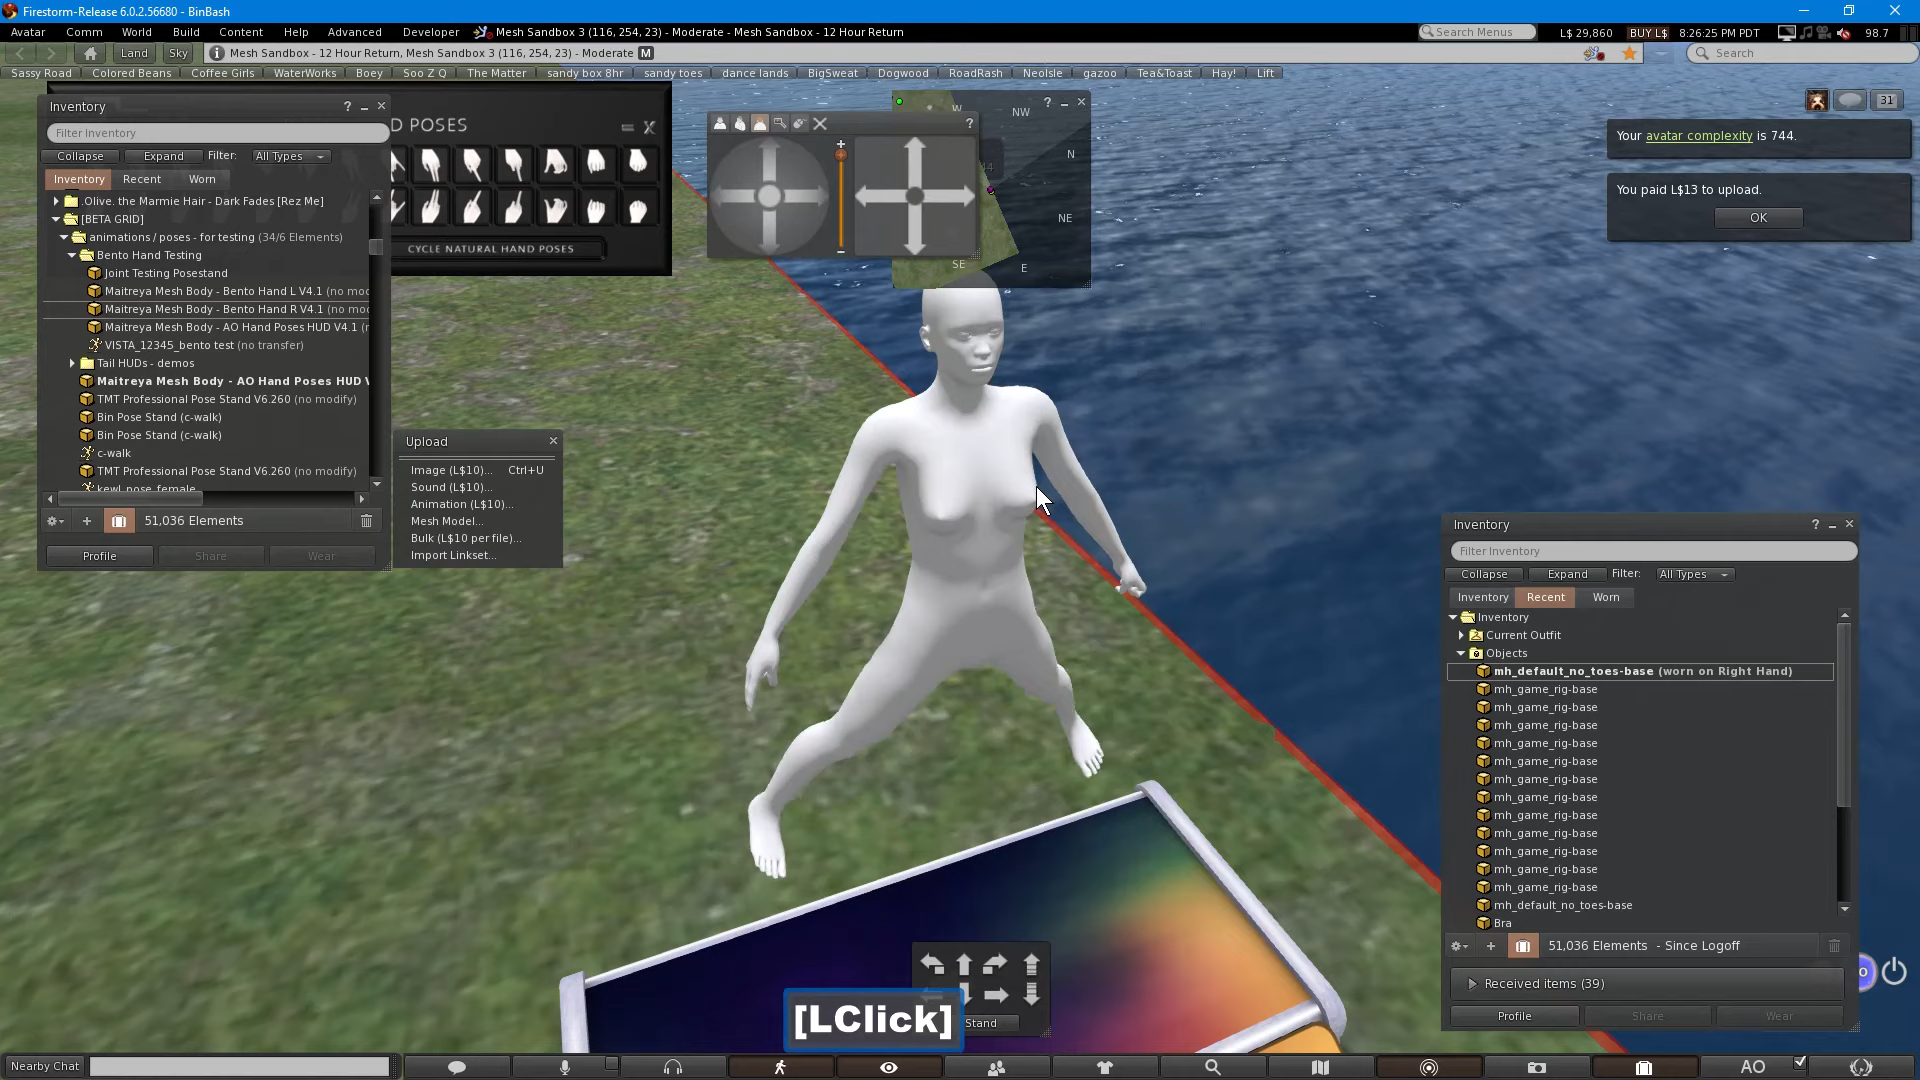 Firestorm-Release 6.0.2.56680 - BinBash
Avatar Comm World Build Content Help Advanced Developer Mesh Sandbox 3 (116, 254, 23) - Moderate - Mesh Sandbox - 12 Hour Return Search Menus L$ 29,860 BUY L$ 8:26:25 PM PDT 98.7
Land Sky Mesh Sandbox - 12 Hour Return, Mesh Sandbox 3 (116, 254, 23) - Moderate M Search
Sassy Road Colored Beans Coffee Girls WaterWorks Boey Soo Z Q The Matter sandy box 8hr sandy toes dance lands BigSweat Dogwood RoadRash NeoIsle gazoo Tea&Toast Hay! Lift
Inventory
Filter Inventory
Collapse Expand Filter: All Types
Inventory Recent Worn
.Olive. the Marmie Hair - Dark Fades [Rez Me]
[BETA GRID]
animations / poses - for testing (34/6 Elements)
Bento Hand Testing
Joint Testing Posestand
Maitreya Mesh Body - Bento Hand L V4.1 (no mod
Maitreya Mesh Body - Bento Hand R V4.1 (no mod
Maitreya Mesh Body - AO Hand Poses HUD V4.1 (r
VISTA_12345_bento test (no transfer)
Tail HUDs - demos
Maitreya Mesh Body - AO Hand Poses HUD V
TMT Professional Pose Stand V6.260 (no modify)
Bin Pose Stand (c-walk)
Bin Pose Stand (c-walk)
c-walk
TMT Professional Pose Stand V6.260 (no modify)
kewl pose female
51,036 Elements
Profile Share Wear
D POSES
CYCLE NATURAL HAND POSES
W NW
N
NE
SE E
Upload
Image (L$10)... Ctrl+U
Sound (L$10)...
Animation (L$10)...
Mesh Model...
Bulk (L$10 per file)...
Import Linkset...
31
Your avatar complexity is 744.
You paid L$13 to upload.
OK
Inventory
Filter Inventory
Collapse Expand Filter: All Types
Inventory Recent Worn
Inventory
Current Outfit
Objects
mh_default_no_toes-base (worn on Right Hand)
mh_game_rig-base
mh_game_rig-base
mh_game_rig-base
mh_game_rig-base
mh_game_rig-base
mh_game_rig-base
mh_game_rig-base
mh_game_rig-base
mh_game_rig-base
mh_game_rig-base
mh_game_rig-base
mh_game_rig-base
mh_default_no_toes-base
Bra
51,036 Elements - Since Logoff
Received items (39)
Profile Share Wear
[LClick]
Stand
Nearby Chat
AO